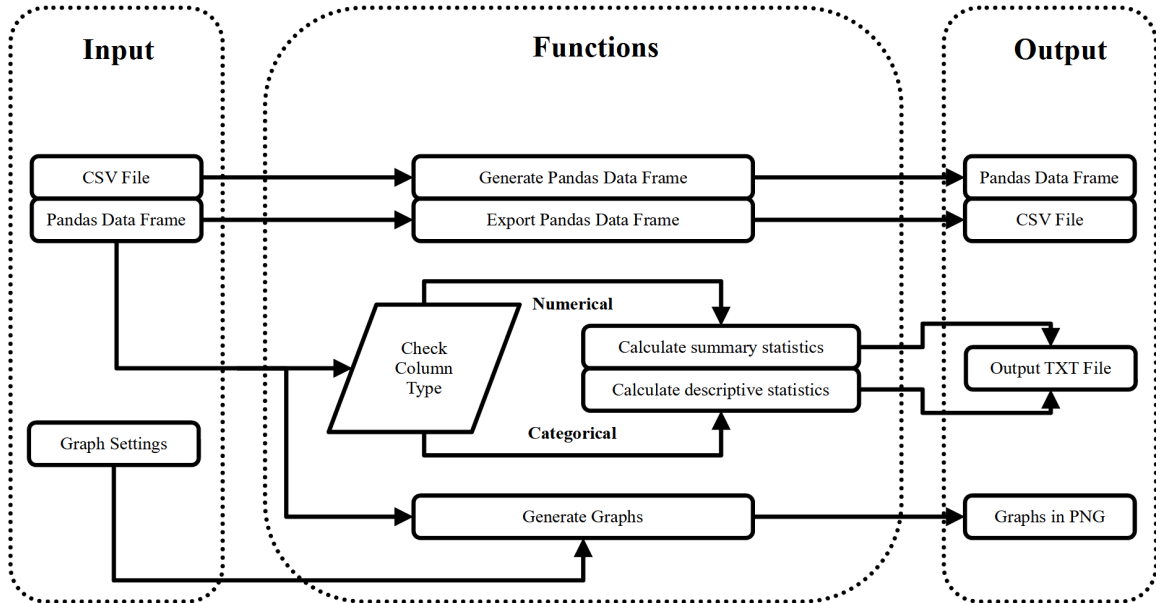 Input
Functions
Output
CSV File
Generate Pandas Data Frame
Pandas Data Frame
Pandas Data Frame
Export Pandas Data Frame
CSV File
Numerical
Check
Column
Type
Calculate summary statistics
Calculate descriptive statistics
Output TXT File
Categorical
Graph Settings
Generate Graphs
Graphs in PNG